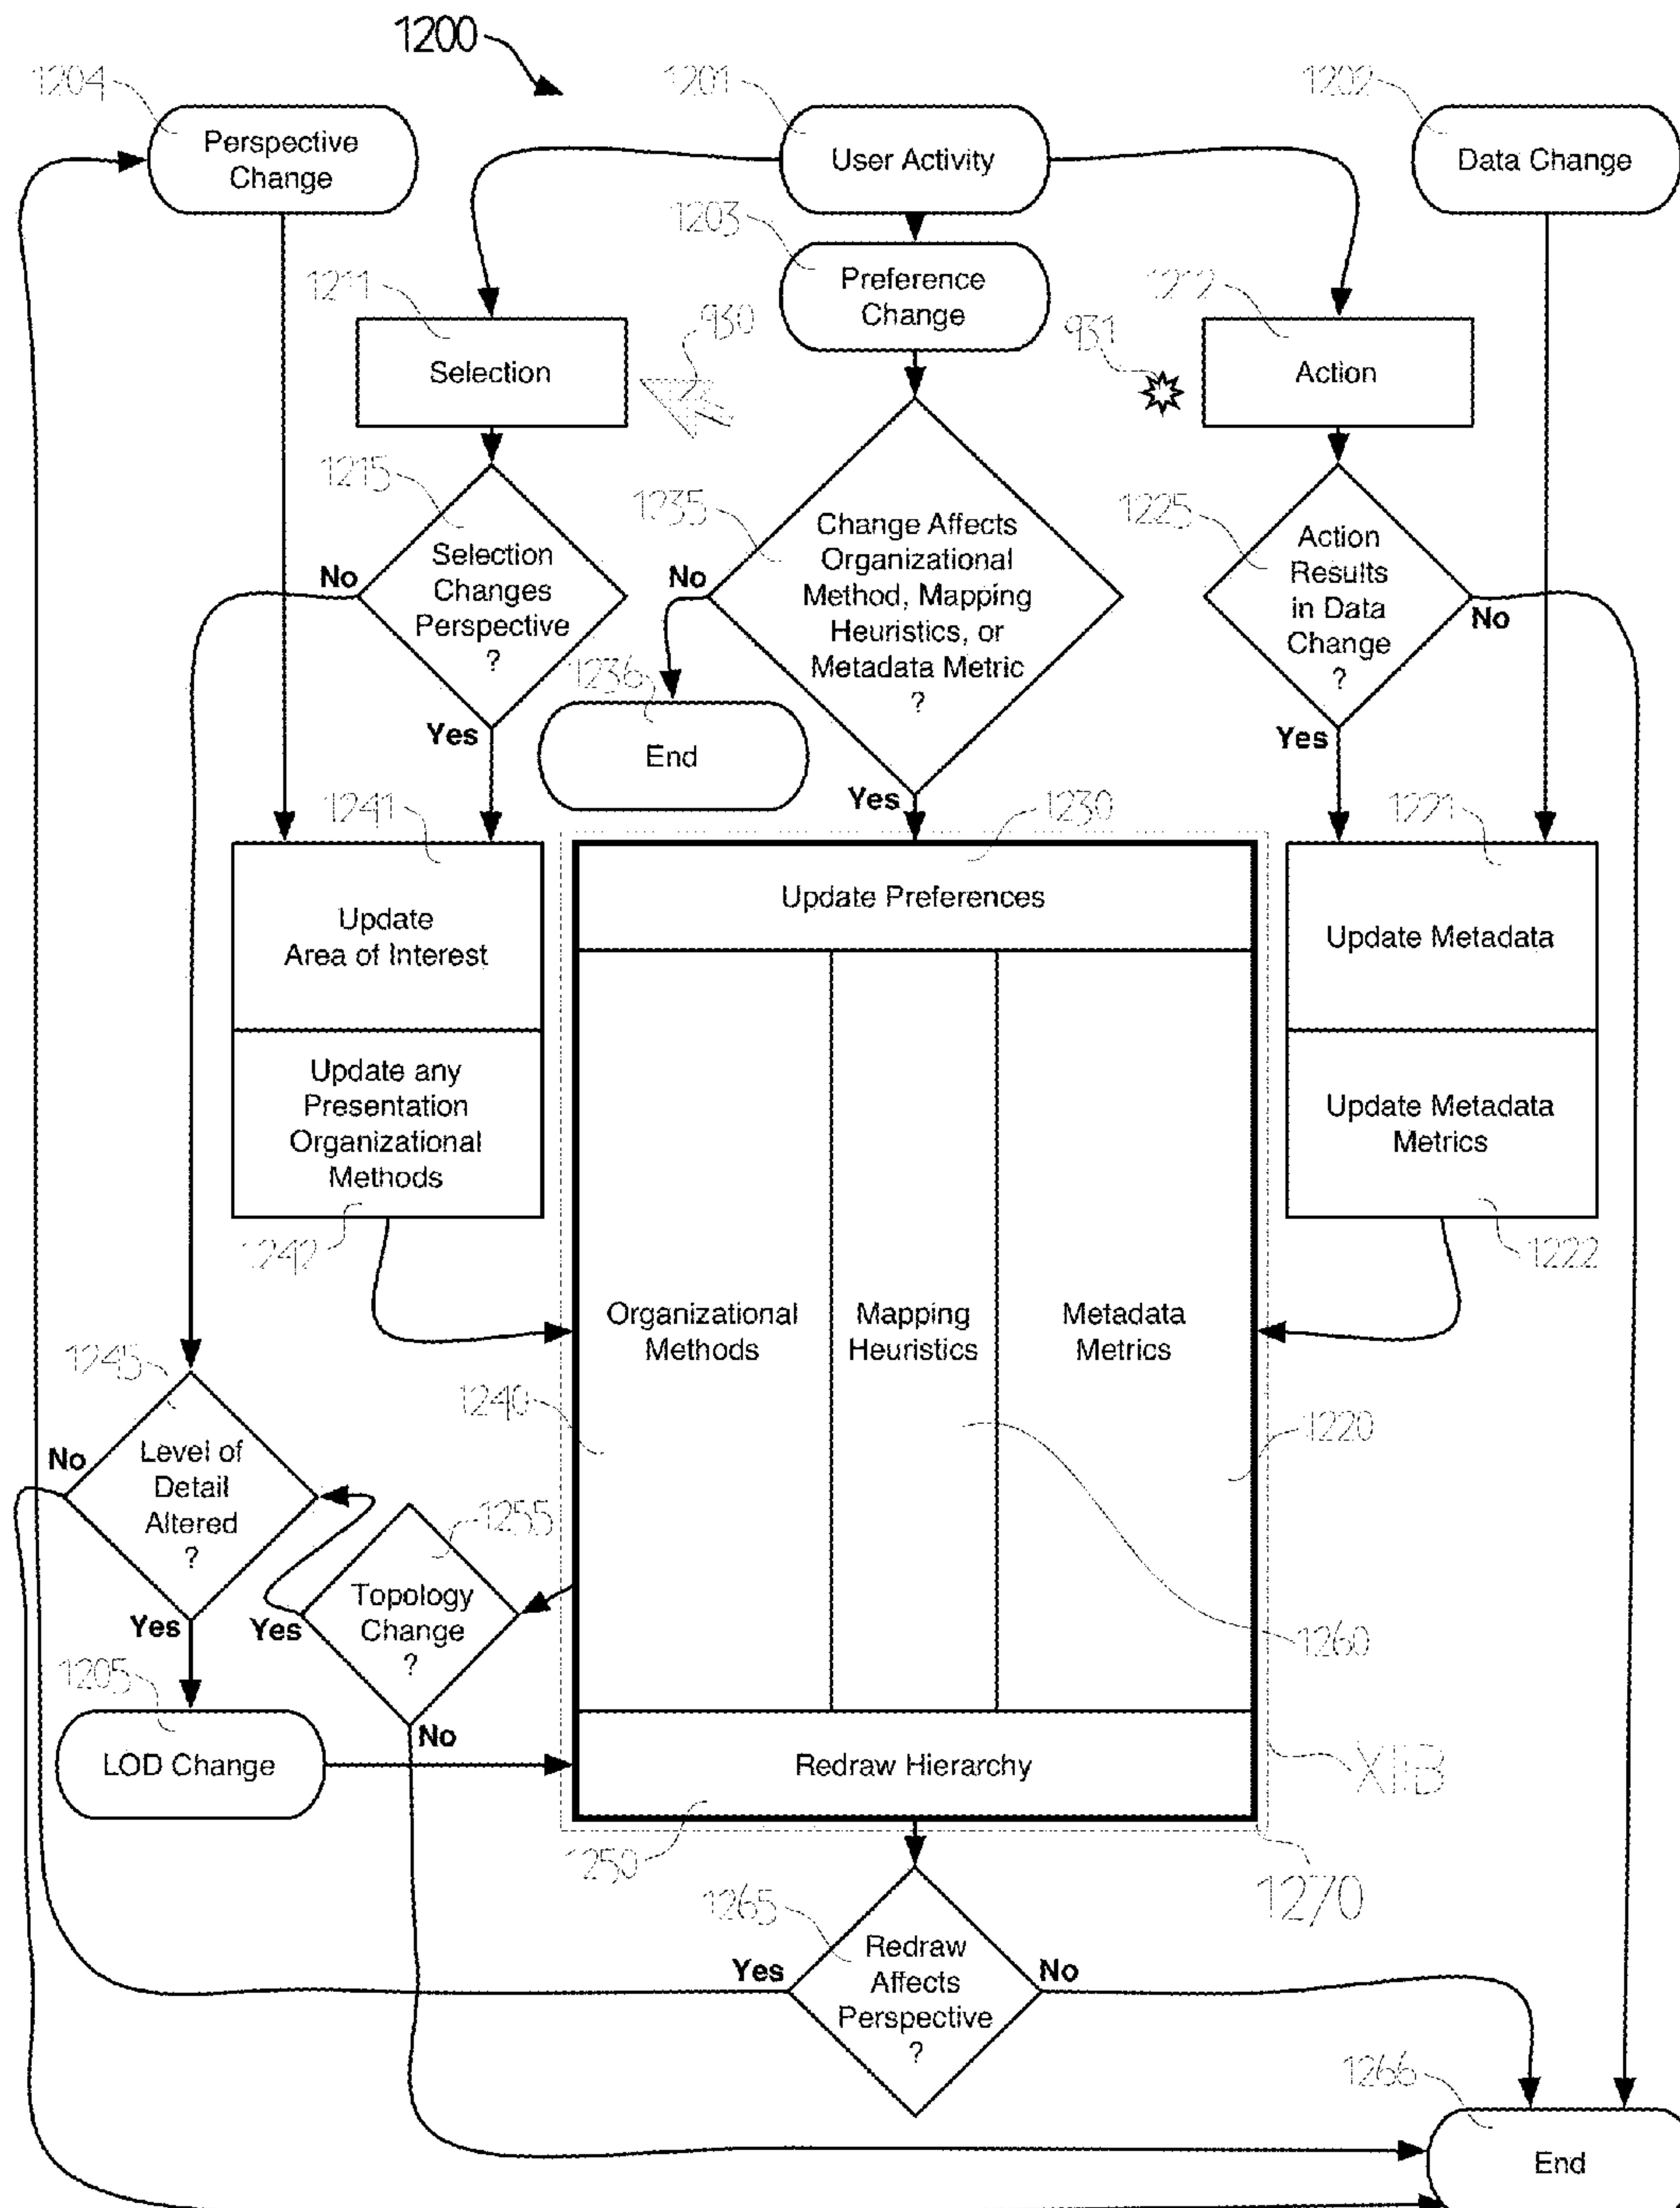 1200
1204
1201
1202
Perspective
Change
User Activity
Data Change
1203
Preference
Change
1211
930
931
1212
Selection
Action
1215
1235
1225
Selection
Changes
Perspective
?
No
Yes
Change Affects
Organizational
Method, Mapping
Heuristics, or
Metadata Metric
?
No
Yes
Action
Results
in Data
Change
?
No
Yes
1236
End
1241
1230
1221
Update
Area of Interest
Update Preferences
Update Metadata
Update any
Presentation
Organizational
Methods
Update Metadata
Metrics
1242
1222
Organizational
Methods
Mapping
Heuristics
Metadata
Metrics
1245
1240
1220
Level of
Detail
Altered
?
No
Yes
1255
Topology
Change
?
Yes
No
1260
1205
LOD Change
Redraw Hierarchy
XIIB
1250
1270
1265
Redraw
Affects
Perspective
?
Yes
No
1266
End